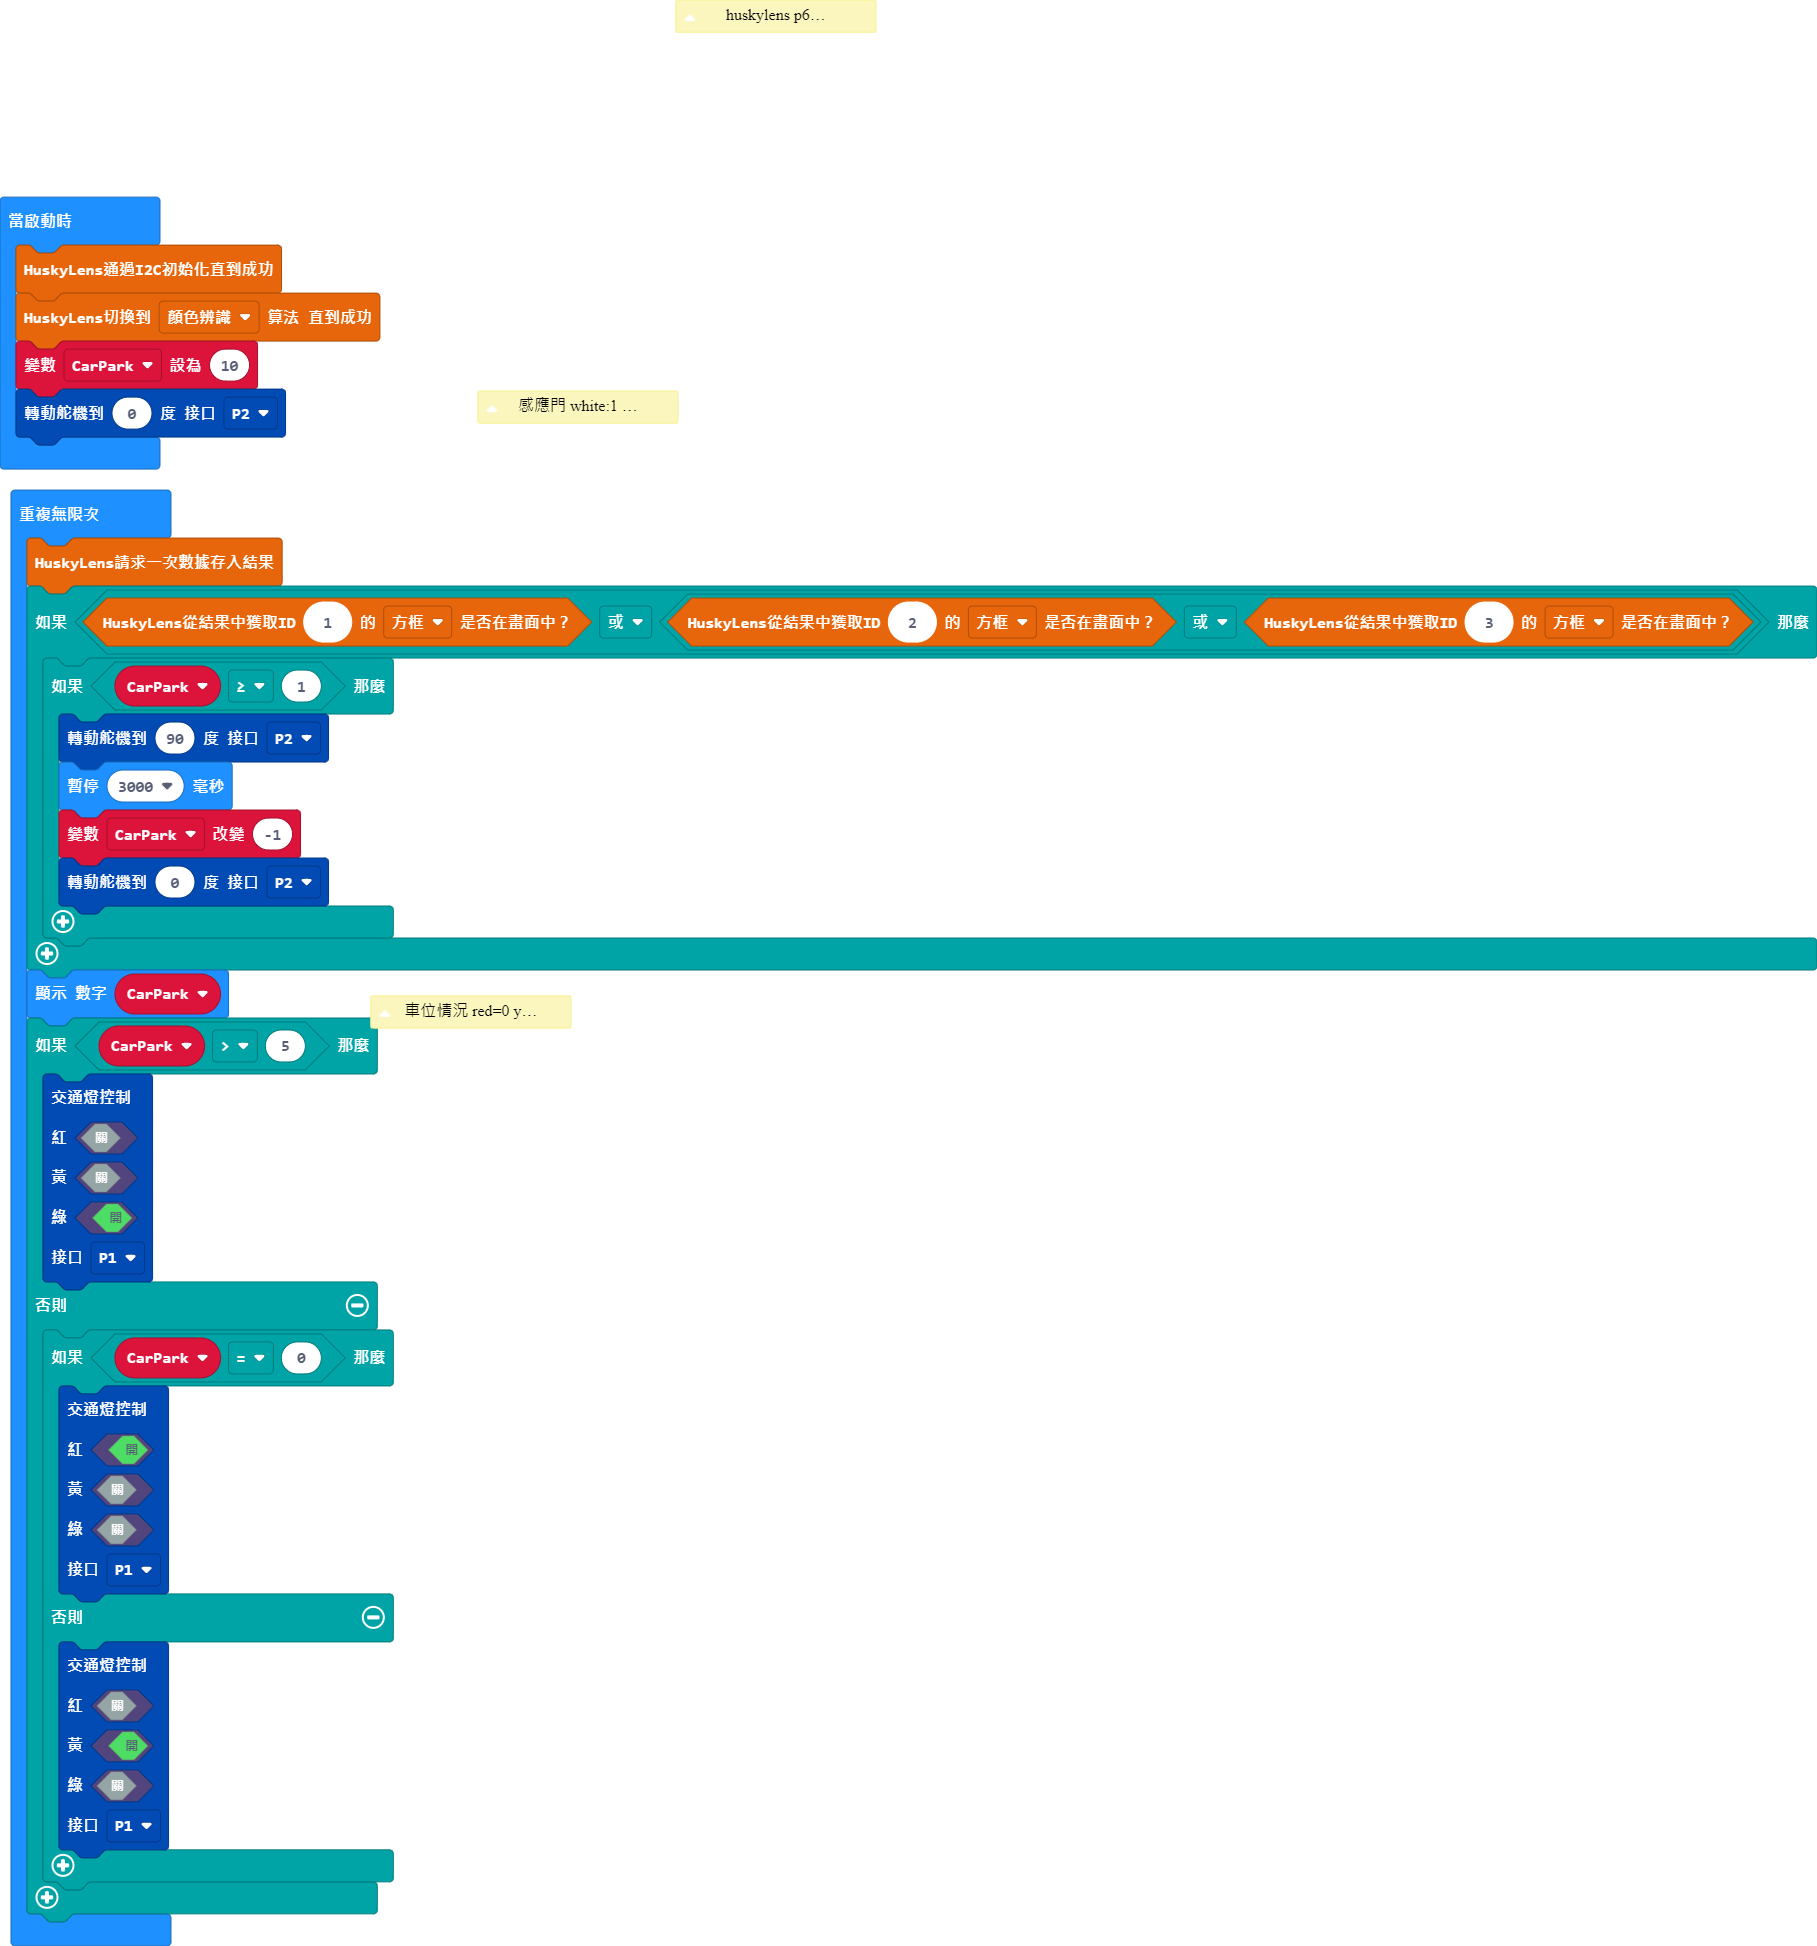 huskylens p6…
當啟動時
HuskyLens通過I2C初始化直到成功
HuskyLens切換到 顏色辨識 算法 直到成功
變數 CarPark 設為 10
轉動舵機到 0 度 接口 P2
感應門 white:1 …
重複無限次
HuskyLens請求一次數據存入結果
如果 HuskyLens從結果中獲取ID 1 的 方框 是否在畫面中？ 或 HuskyLens從結果中獲取ID 2 的 方框 是否在畫面中？ 或 HuskyLens從結果中獲取ID 3 的 方框 是否在畫面中？ 那麼
如果 CarPark ≥ 1 那麼
轉動舵機到 90 度 接口 P2
暫停 3000 毫秒
變數 CarPark 改變 -1
轉動舵機到 0 度 接口 P2
顯示 數字 CarPark
車位情況 red=0 y…
如果 CarPark > 5 那麼
交通燈控制
紅 關
黃 關
綠 開
接口 P1
否則
如果 CarPark = 0 那麼
交通燈控制
紅 開
黃 關
綠 關
接口 P1
否則
交通燈控制
紅 關
黃 開
綠 關
接口 P1